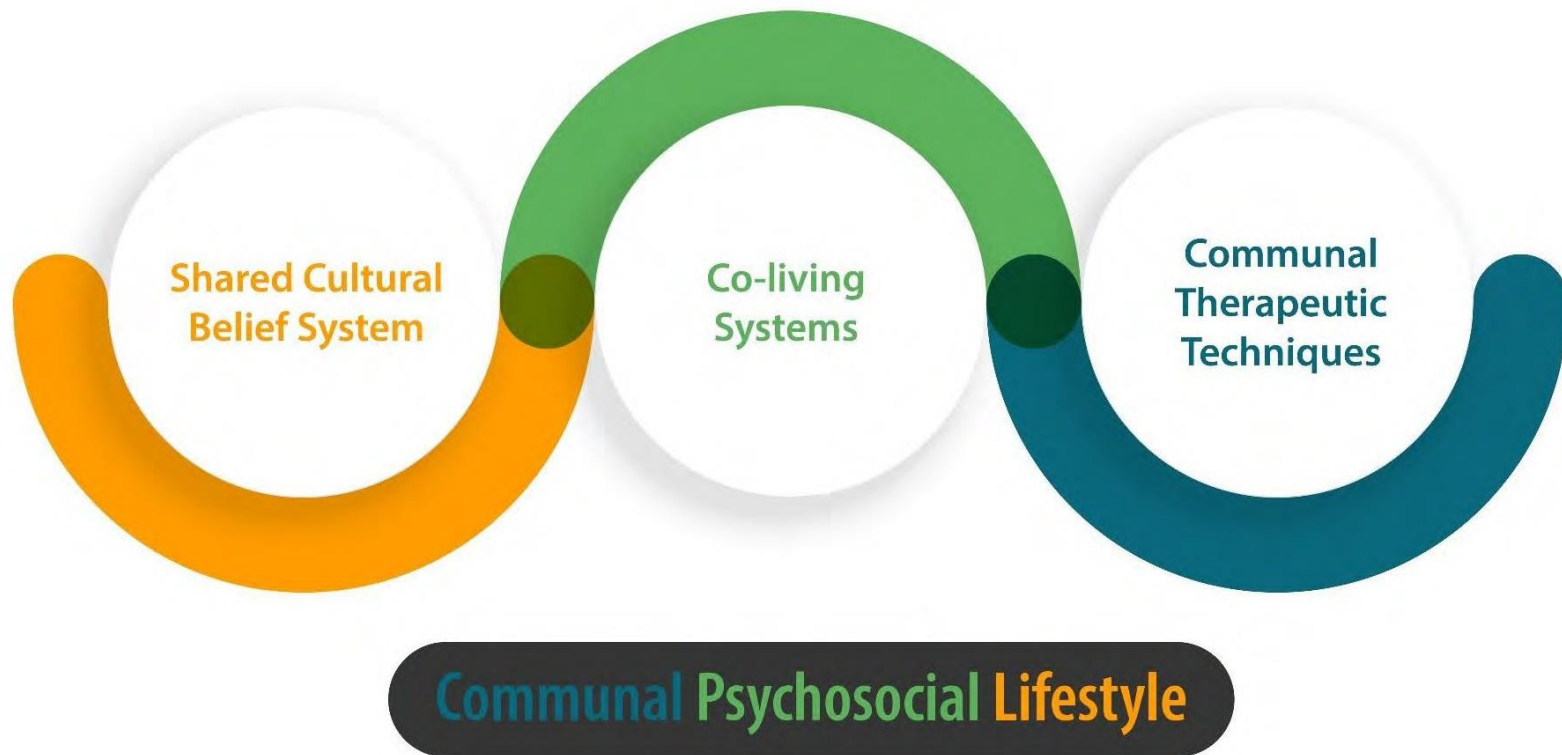 Shared Cultural
Belief System
Co-living
Systems
Communal
Therapeutic
Techniques
Communal Psychosocial Lifestyle